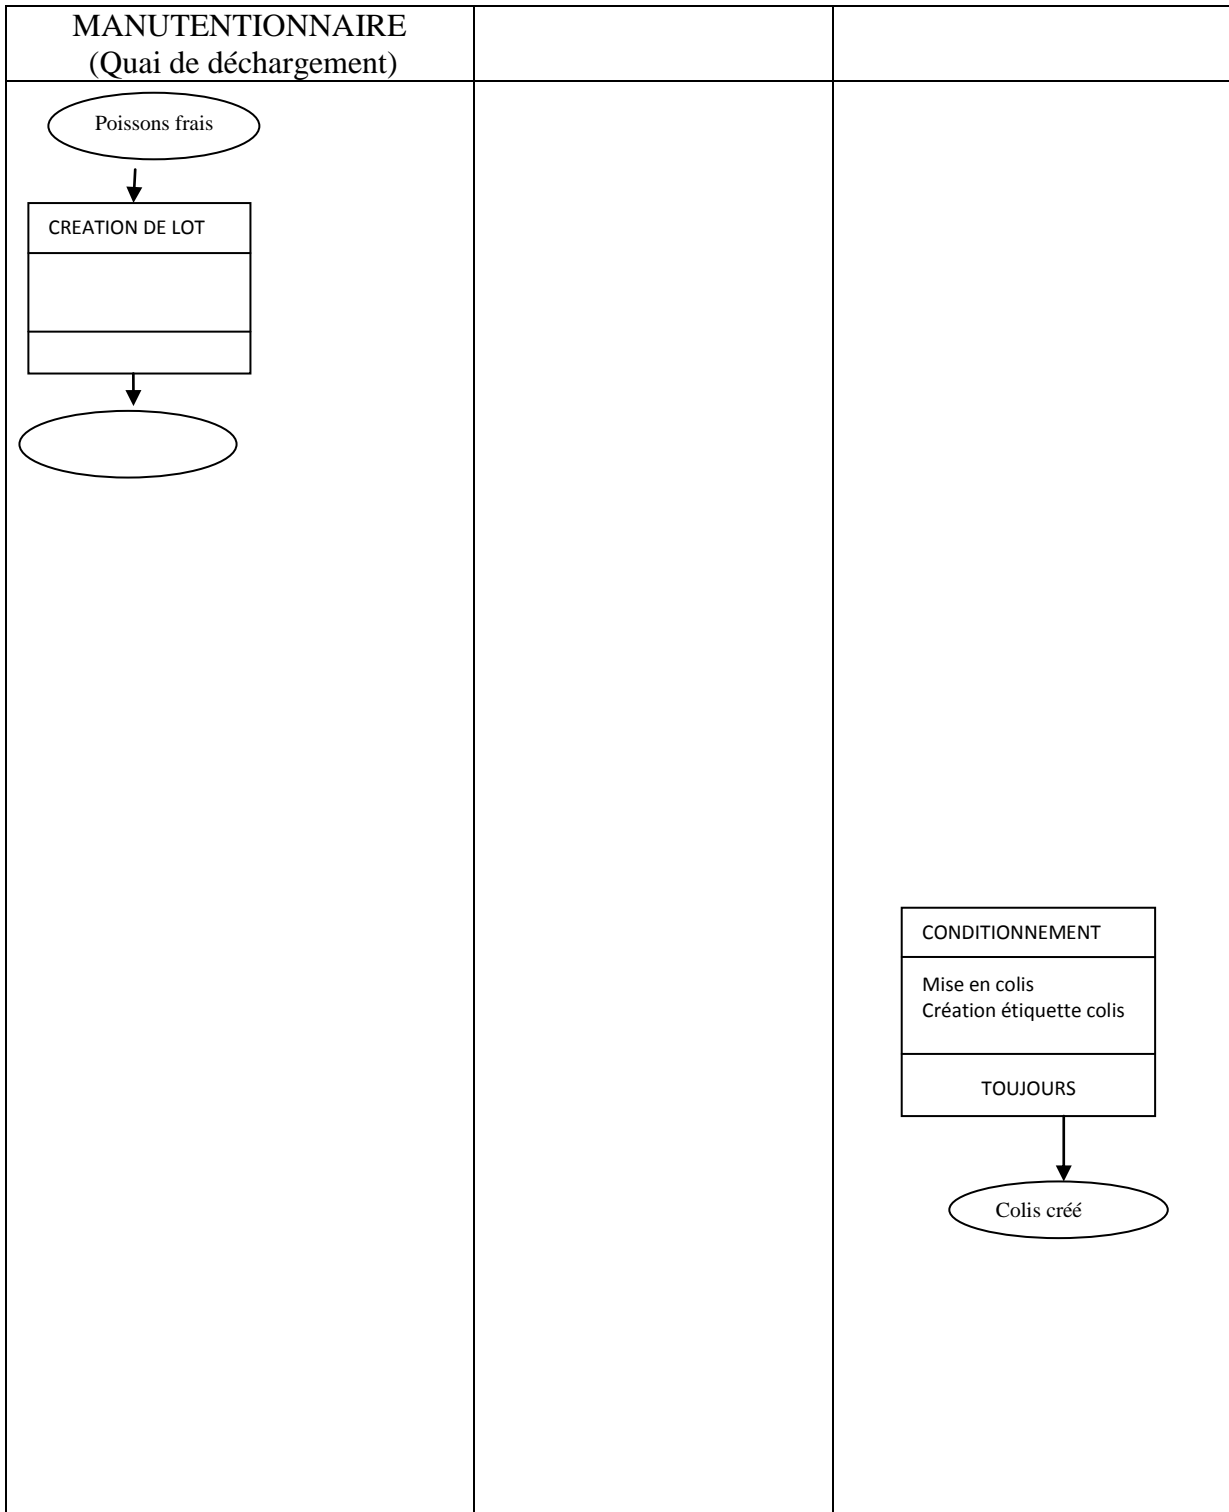 MANUTENTIONNAIRE
(Quai de déchargement)
Poissons frais
CREATION DE LOT
CONDITIONNEMENT
Mise en colis
Création étiquette colis
TOUJOURS
Colis créé